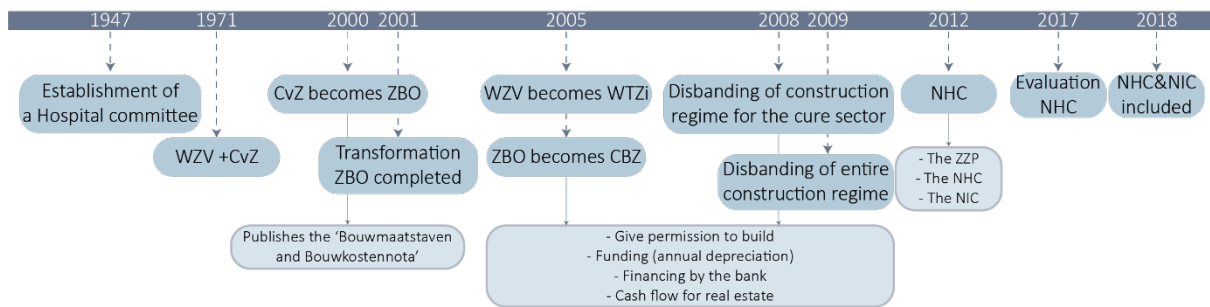 1947 1971 2000 2001 2005 2008 2009 2012 2017 2018
Establishment of
a Hospital committee
WZV +CvZ
CvZ becomes ZBO
Transformation
ZBO completed
Publishes the ‘Bouwmaatstaven
and Bouwkostennota’
WZV becomes WTZi
ZBO becomes CBZ
Disbanding of construction
regime for the cure sector
Disbanding of entire
construction regime
- Give permission to build
- Funding (annual depreciation)
- Financing by the bank
- Cash flow for real estate
NHC
- The ZZP
- The NHC
- The NIC
Evaluation
NHC
NHC&NIC
included